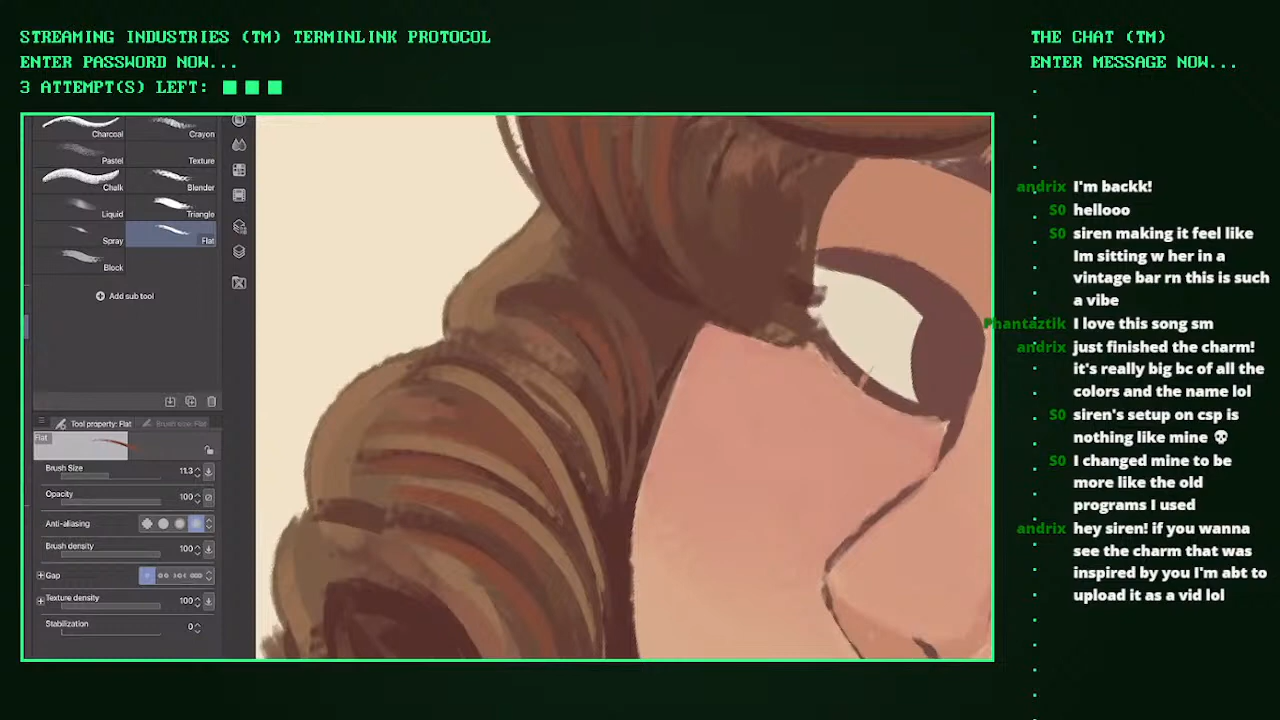 STREAMING INDUSTRIES (TM) TERMINLINK PROTOCOL
ENTER PASSWORD NOW...
3 ATTEMPT(S) LEFT:
THE CHAT (TM)
ENTER MESSAGE NOW...
Charcoal Crayon
Pastel Texture
Chalk Blender
Liquid Triangle
Spray Flat
Block
Add sub tool
Tool property: Flat Brush size: Flat
Flat
Brush Size 11.3
Opacity 100
Anti-aliasing
Brush density 100
Gap
Texture density 100
Stabilization 0
andrix I'm backk!
S0 hellooo
S0 siren making it feel like
Im sitting w her in a
vintage bar rn this is such
a vibe
Phantaztik I love this song sm
andrix just finished the charm!
it's really big bc of all the
colors and the name lol
S0 siren's setup on csp is
nothing like mine 💀
S0 I changed mine to be
more like the old
programs I used
andrix hey siren! if you wanna
see the charm that was
inspired by you I'm abt to
upload it as a vid lol